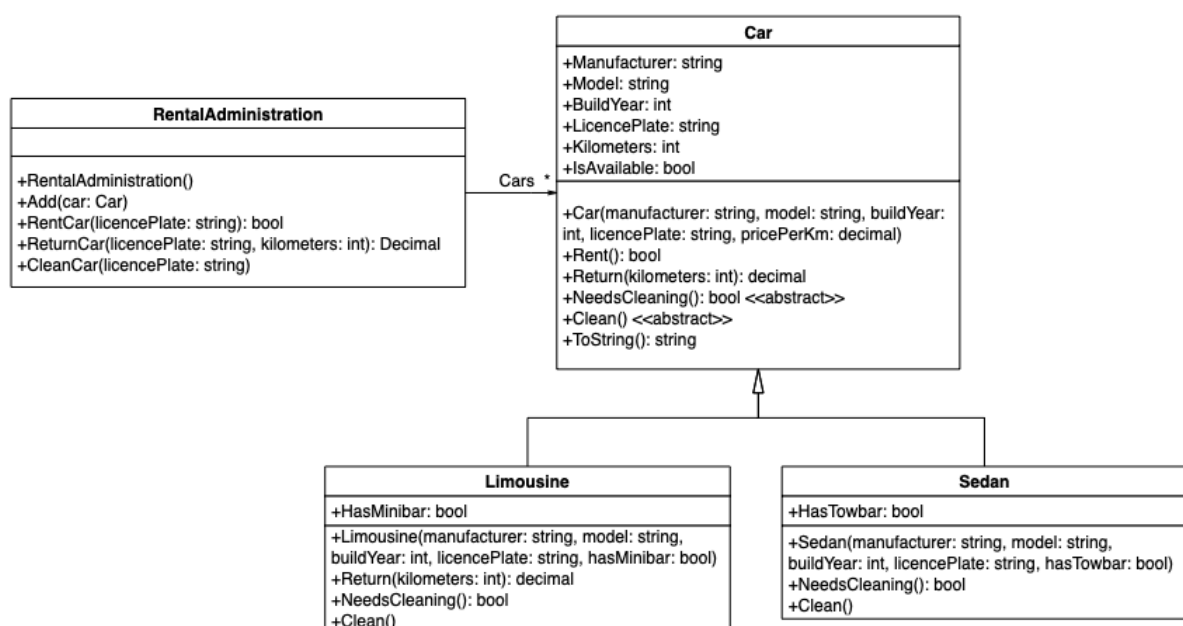 Car
+Manufacturer: string
+Model: string
+BuildYear: int
+LicencePlate: string
+Kilometers: int
+IsAvailable: bool
+Car(manufacturer: string, model: string, buildYear:
int, licencePlate: string, pricePerKm: decimal)
+Rent(): bool
+Return(kilometers: int): decimal
+NeedsCleaning(): bool <<abstract>>
+Clean() <<abstract>>
+ToString(): string
RentalAdministration
+RentalAdministration()
+Add(car: Car)
+RentCar(licencePlate: string): bool
+ReturnCar(licencePlate: string, kilometers: int): Decimal
+CleanCar(licencePlate: string)
Cars *
Limousine
+HasMinibar: bool
+Limousine(manufacturer: string, model: string,
buildYear: int, licencePlate: string, hasMinibar: bool)
+Return(kilometers: int): decimal
+NeedsCleaning(): bool
+Clean()
Sedan
+HasTowbar: bool
+Sedan(manufacturer: string, model: string,
buildYear: int, licencePlate: string, hasTowbar: bool)
+NeedsCleaning(): bool
+Clean()